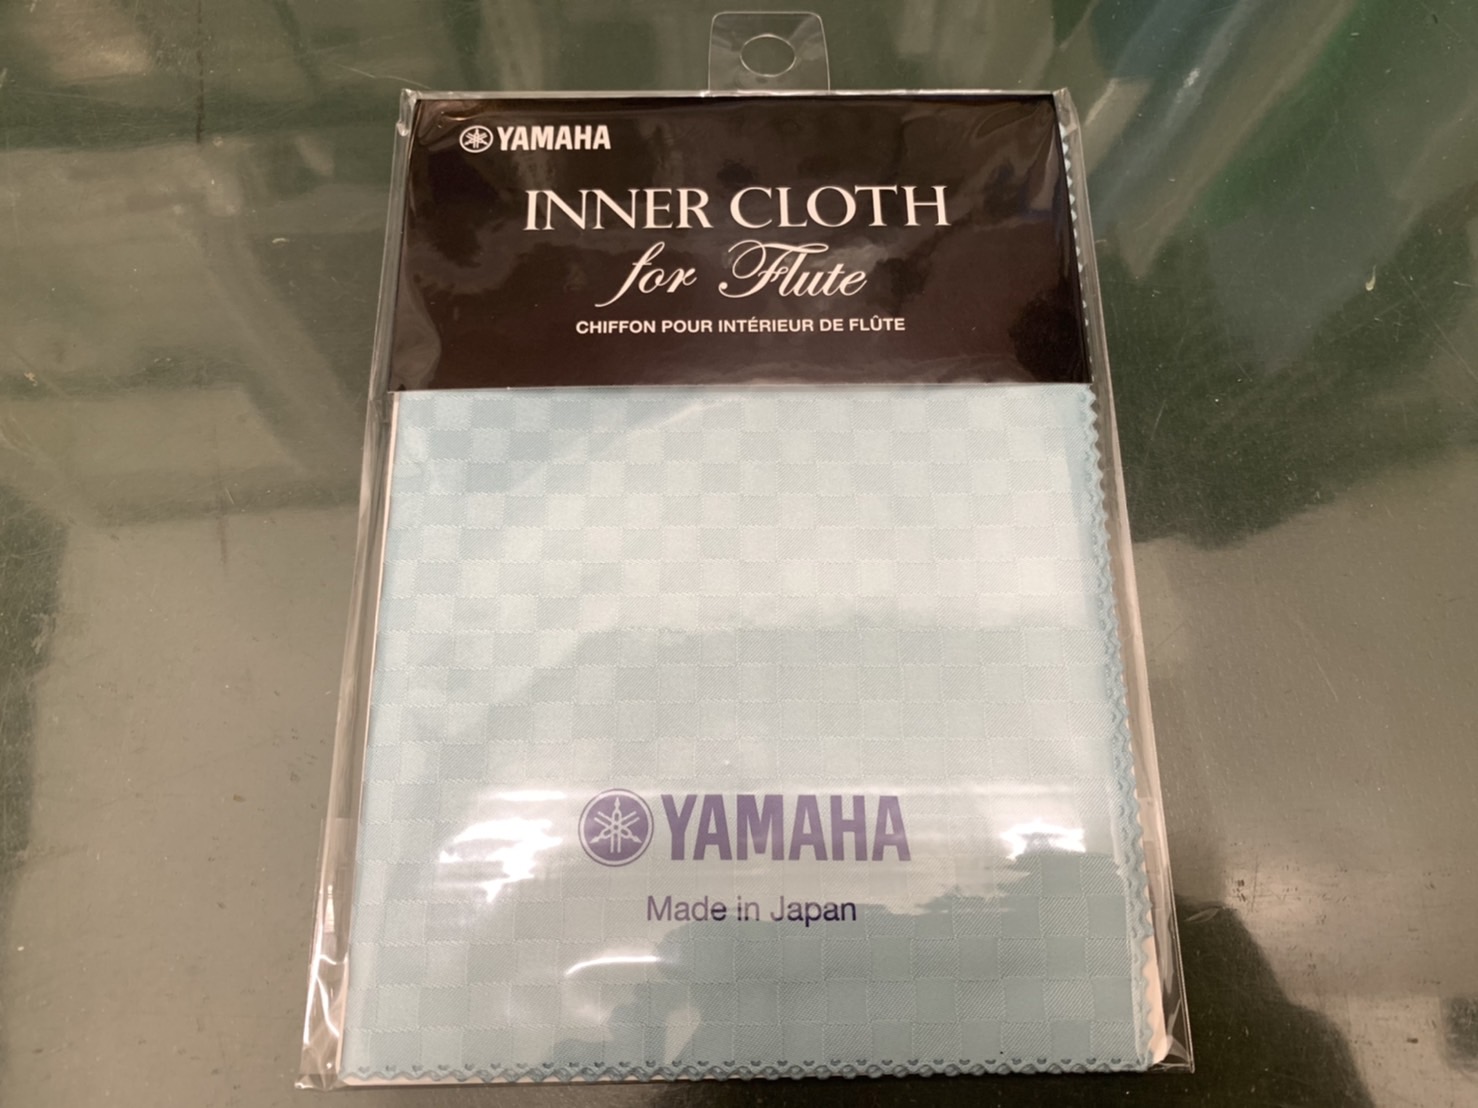 YAMAHA
INNER CLOTH
for Flute
CHIFFON POUR INTÉRIEUR DE FLÛTE
YAMAHA
Made in Japan